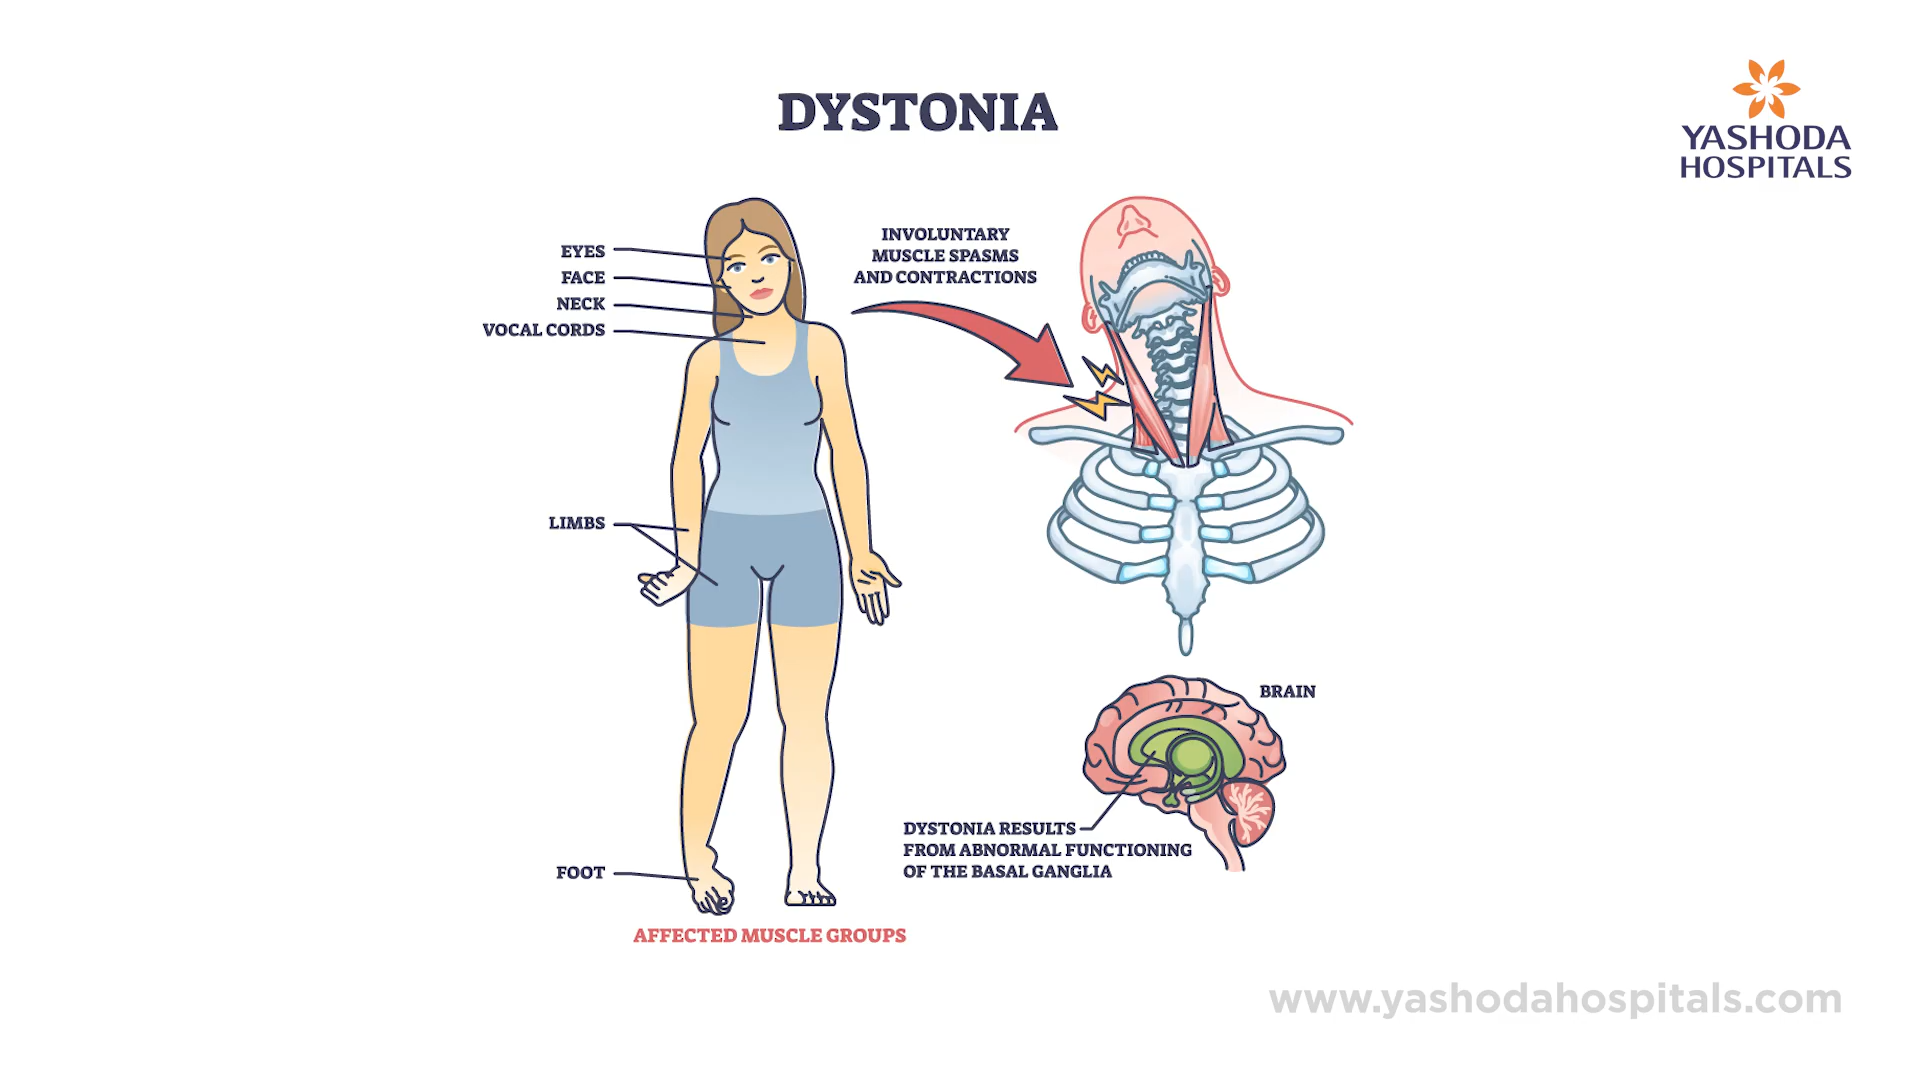 DYSTONIA
YASHODA
HOSPITALS
EYES
FACE
NECK
VOCAL CORDS
LIMBS
FOOT
AFFECTED MUSCLE GROUPS
INVOLUNTARY
MUSCLE SPASMS
AND CONTRACTIONS
BRAIN
DYSTONIA RESULTS
FROM ABNORMAL FUNCTIONING
OF THE BASAL GANGLIA
www.yashodahospitals.com